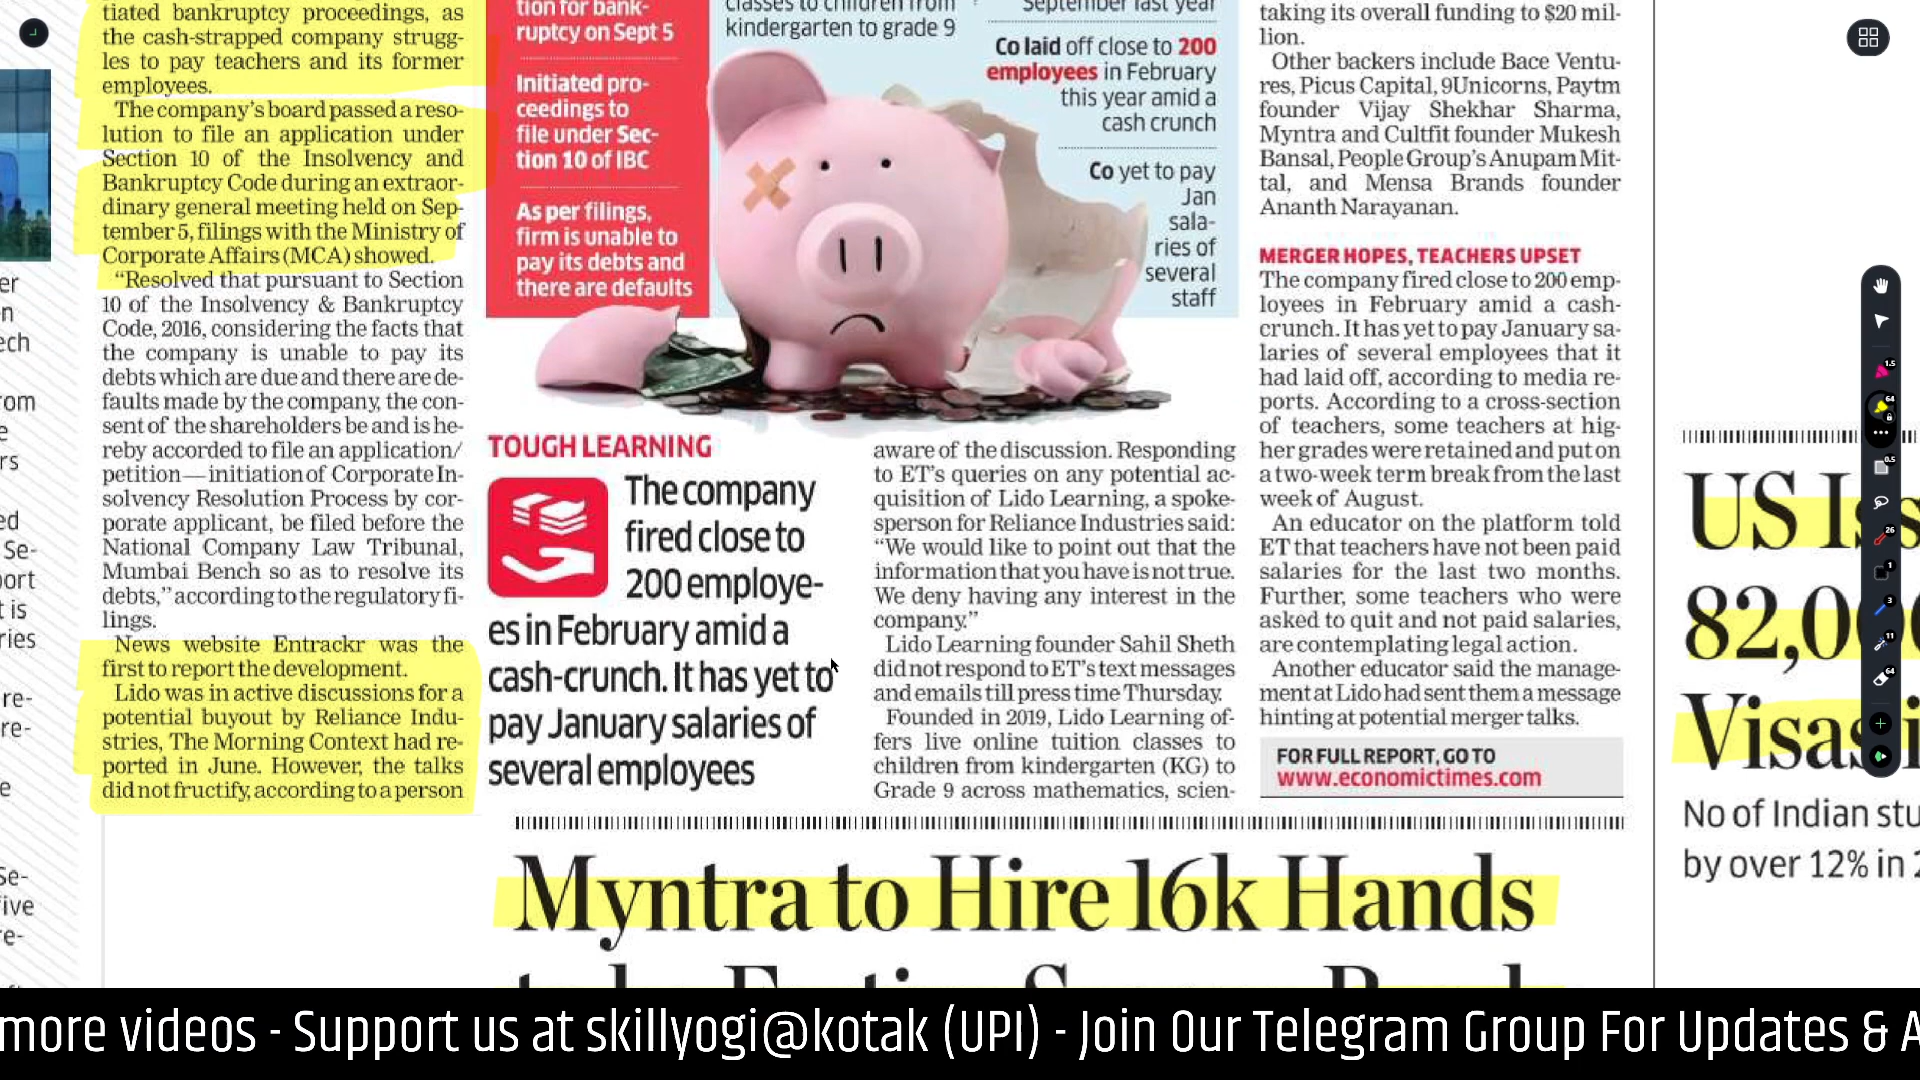 tiated bankruptcy proceedings, as
the cash-strapped company strugg-
les to pay teachers and its former
employees.
The company's board passed a reso-
lution to file an application under
Section 10 of the Insolvency and
Bankruptcy Code during an extraor-
dinary general meeting held on Sep-
tember 5, filings with the Ministry of
Corporate Affairs (MCA) showed.
"Resolved that pursuant to Section
10 of the Insolvency & Bankruptcy
Code, 2016, considering the facts that
the company is unable to pay its
debts which are due and there are de-
faults made by the company, the con-
sent of the shareholders be and is he-
reby accorded to file an application/
petition—initiation of Corporate In-
solvency Resolution Process by cor-
porate applicant, be filed before the
National Company Law Tribunal,
Mumbai Bench so as to resolve its
debts," according to the regulatory fi-
lings.
News website Entrackr was the
first to report the development.
Lido was in active discussions for a
potential buyout by Reliance Indu-
stries, The Morning Context had re-
ported in June. However, the talks
did not fructify, according to a person
tion for bank-
ruptcy on Sept 5
Initiated pro-
ceedings to
file under Sec-
tion 10 of IBC
As per filings,
firm is unable to
pay its debts and
there are defaults
classes to children from
kindergarten to grade 9
September last year
Co laid off close to 200
employees in February
this year amid a
cash crunch
Co yet to pay
Jan
sala-
ries of
several
staff
TOUGH LEARNING
The company
fired close to
200 employe-
es in February amid a
cash-crunch. It has yet to
pay January salaries of
several employees
aware of the discussion. Responding
to ET's queries on any potential ac-
quisition of Lido Learning, a spoke-
sperson for Reliance Industries said:
"We would like to point out that the
information that you have is not true.
We deny having any interest in the
company."
Lido Learning founder Sahil Sheth
did not respond to ET's text messages
and emails till press time Thursday.
Founded in 2019, Lido Learning of-
fers live online tuition classes to
children from kindergarten (KG) to
Grade 9 across mathematics, scien-
taking its overall funding to $20 mil-
lion.
Other backers include Bace Ventu-
res, Picus Capital, 9Unicorns, Paytm
founder Vijay Shekhar Sharma,
Myntra and Cultfit founder Mukesh
Bansal, People Group's Anupam Mit-
tal, and Mensa Brands founder
Ananth Narayanan.
MERGER HOPES, TEACHERS UPSET
The company fired close to 200 emp-
loyees in February amid a cash-
crunch. It has yet to pay January sa-
laries of several employees that it
had laid off, according to media re-
ports. According to a cross-section
of teachers, some teachers at hig-
her grades were retained and put on
a two-week term break from the last
week of August.
An educator on the platform told
ET that teachers have not been paid
salaries for the last two months.
Further, some teachers who were
asked to quit and not paid salaries,
are contemplating legal action.
Another educator said the manage-
ment at Lido had sent them a message
hinting at potential merger talks.
FOR FULL REPORT, GO TO
www.economictimes.com
Myntra to Hire 16k Hands
US Iss
82,0
Visas i
No of Indian stu
by over 12% in 2
more videos - Support us at skillyogi@kotak (UPI) - Join Our Telegram Group For Updates & A